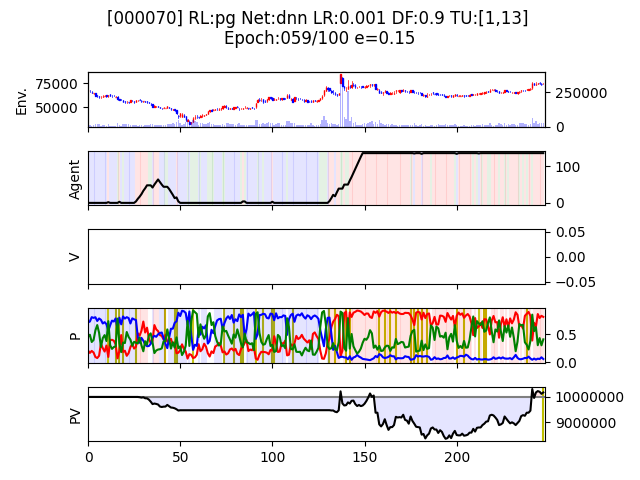 [000070] RL:pg Net:dnn LR:0.001 DF:0.9 TU:[1,13]
Epoch:059/100 e=0.15
Env.
75000
50000
250000
0
Agent
100
0
V
0.05
0.00
−0.05
P
0.5
0.0
PV
10000000
9000000
0 50 100 150 200